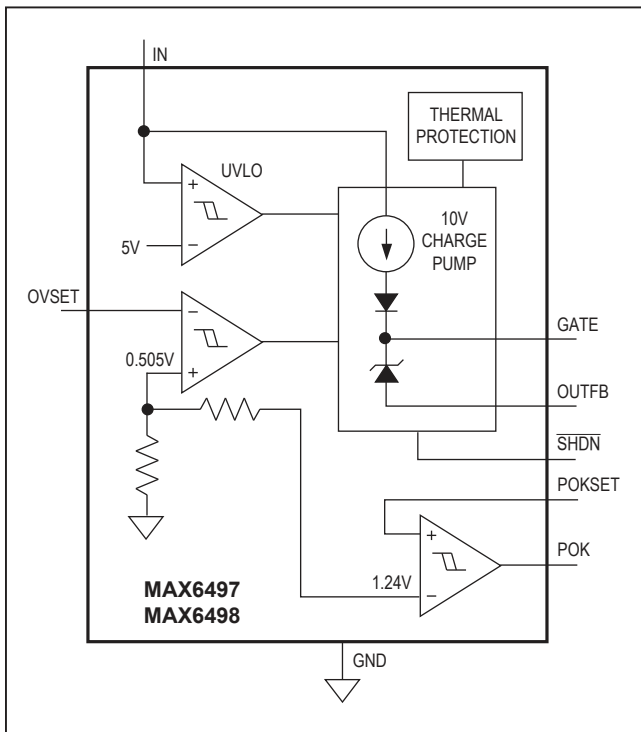 IN
THERMAL
PROTECTION
UVLO
+
−
5V
10V
CHARGE
PUMP
OVSET
−
+
0.505V
GATE
OUTFB
SHDN
POKSET
+
−
1.24V
POK
MAX6497
MAX6498
GND